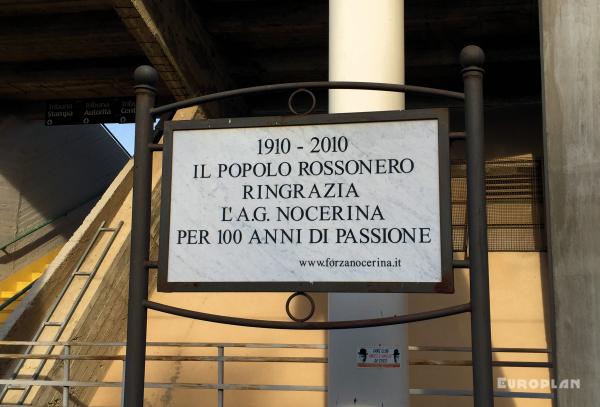 Tribuna Tribuna Tribuna
Stampa Autorità
1910 - 2010
IL POPOLO ROSSONERO
RINGRAZIA
L'A.G. NOCERINA
PER 100 ANNI DI PASSIONE
www.forzanocerina.it
EUROPLAN